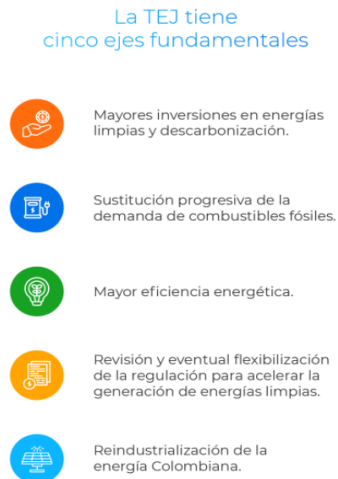 La TEJ tiene
cinco ejes fundamentales
Mayores inversiones en energías
limpias y descarbonización.
Sustitución progresiva de la
demanda de combustibles fósiles.
Mayor eficiencia energética.
Revisión y eventual flexibilización
de la regulación para acelerar la
generación de energías limpias.
Reindustrialización de la
energía Colombiana.